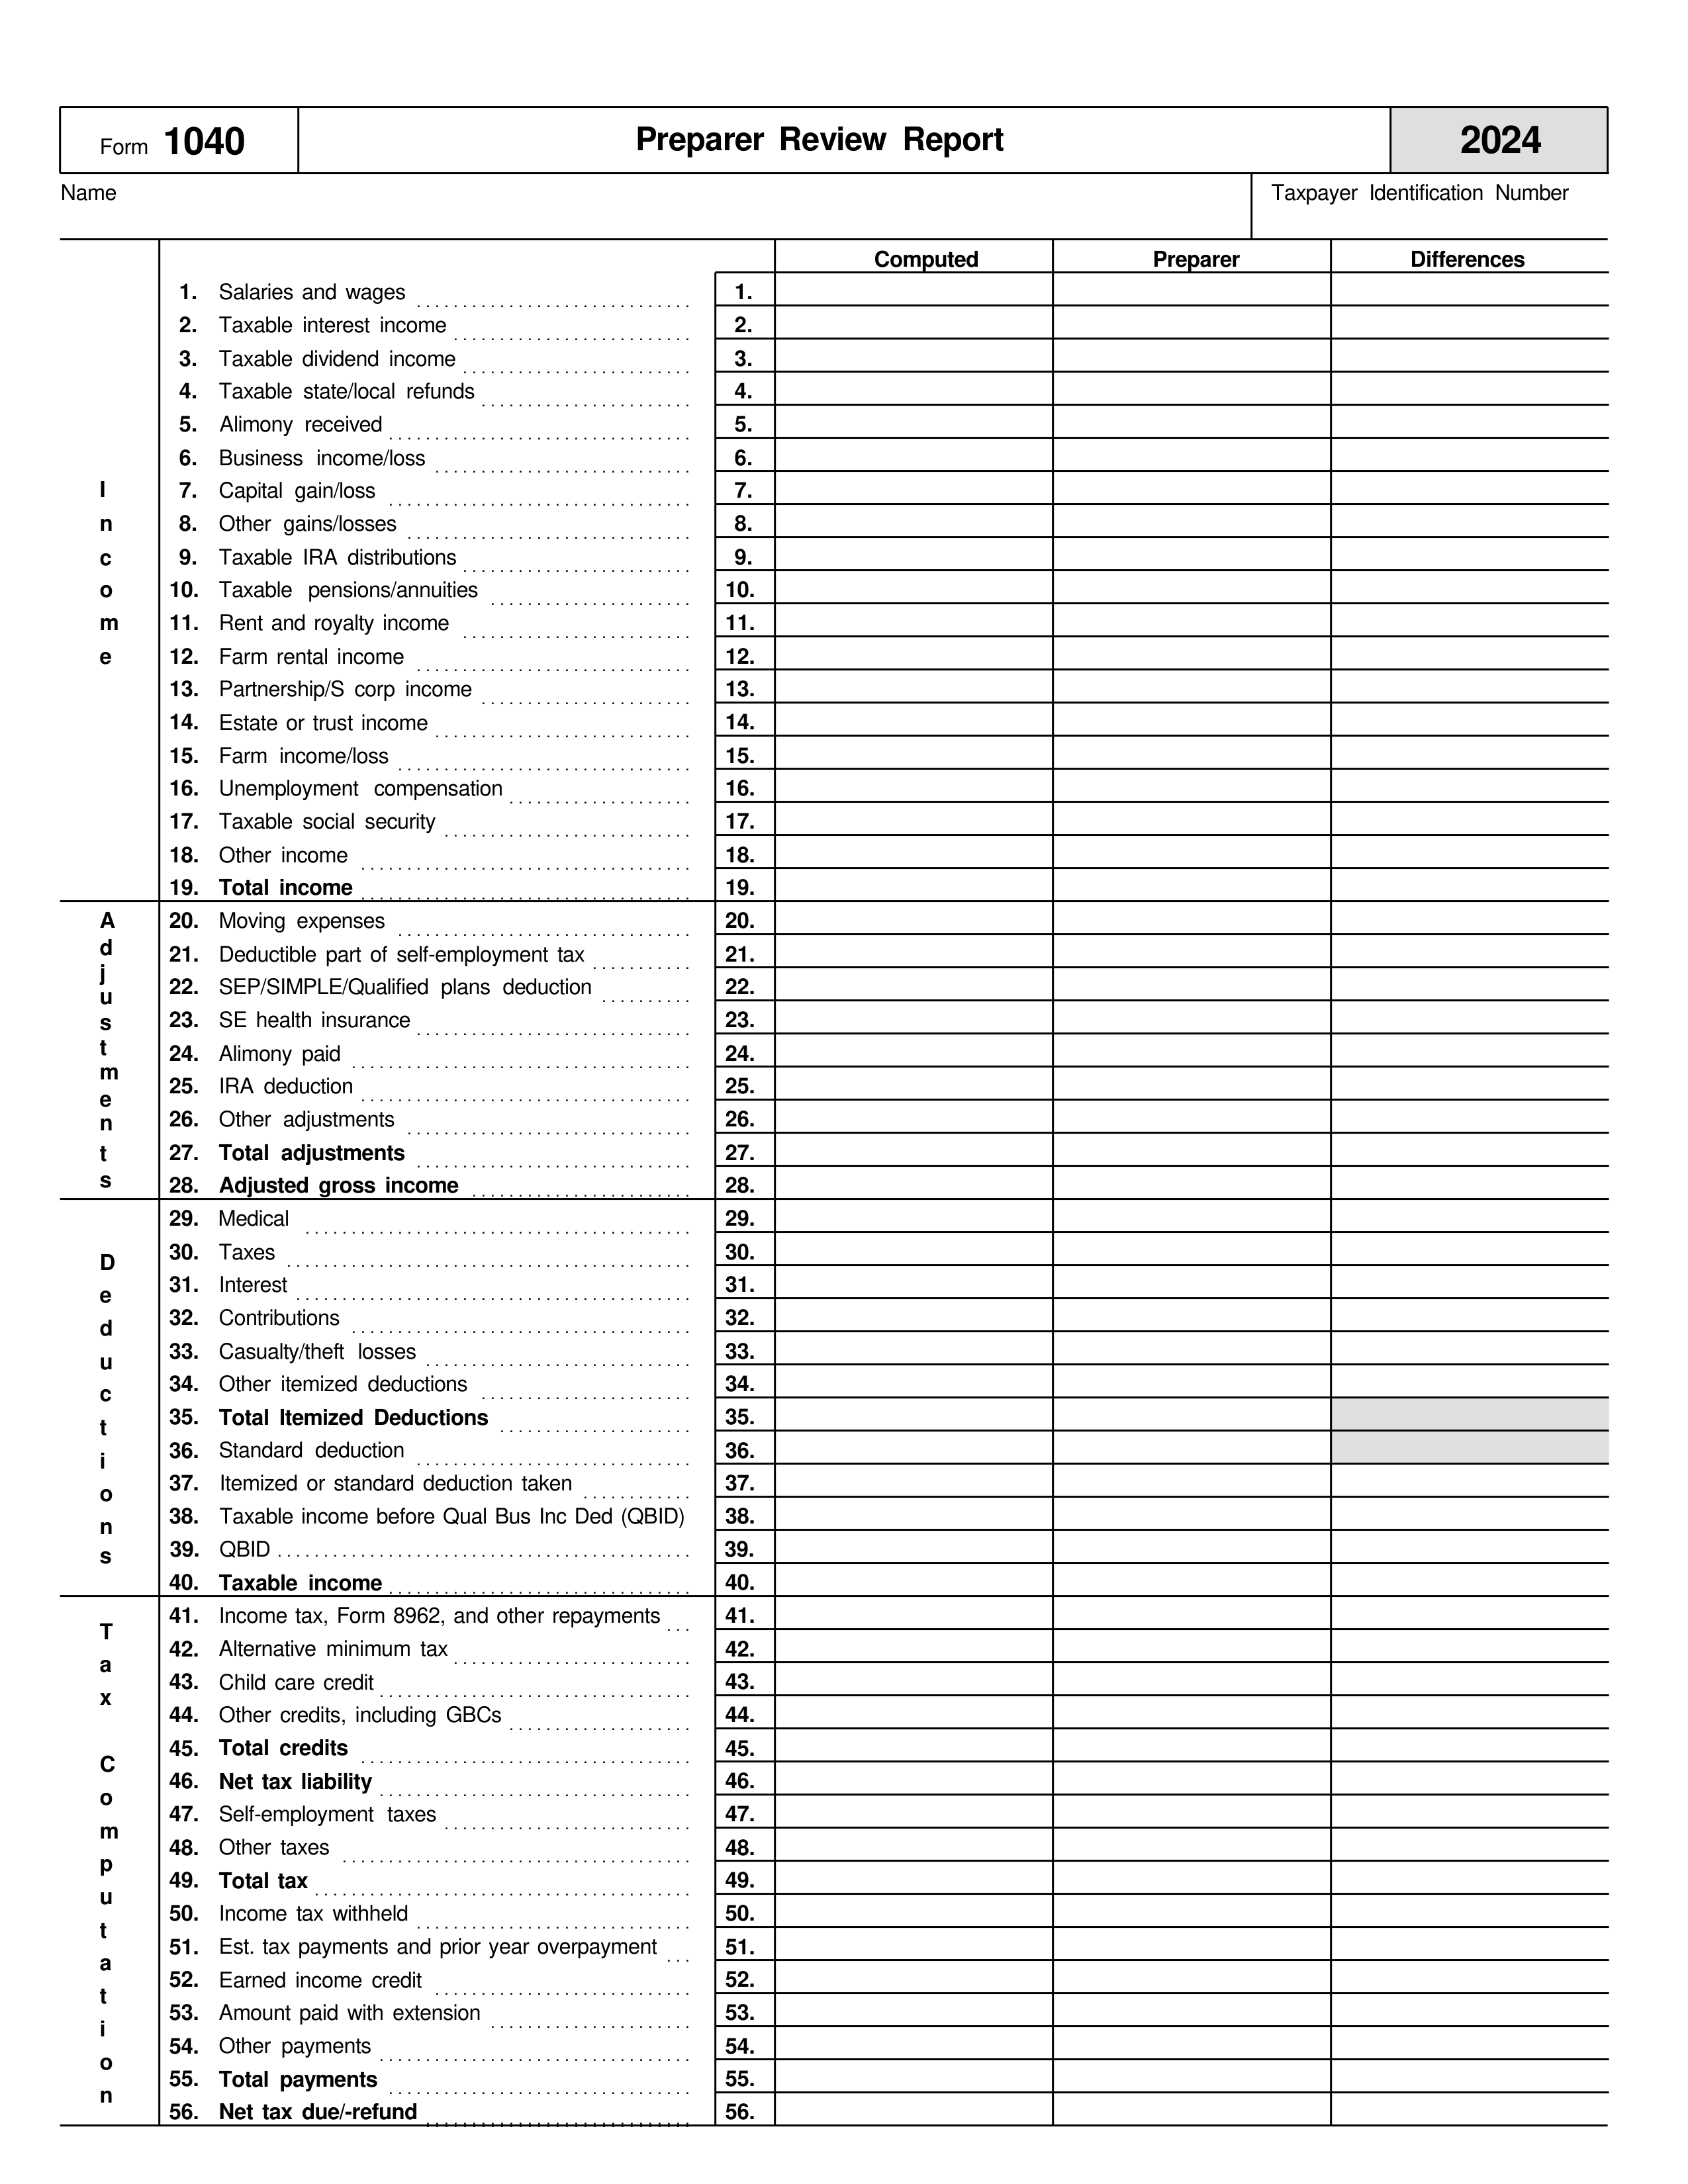 Form 1040 Preparer Review Report 2024
Name Taxpayer Identification Number
Computed Preparer Differences
Income
1. Salaries and wages 1.
2. Taxable interest income 2.
3. Taxable dividend income 3.
4. Taxable state/local refunds 4.
5. Alimony received 5.
6. Business income/loss 6.
7. Capital gain/loss 7.
8. Other gains/losses 8.
9. Taxable IRA distributions 9.
10. Taxable pensions/annuities 10.
11. Rent and royalty income 11.
12. Farm rental income 12.
13. Partnership/S corp income 13.
14. Estate or trust income 14.
15. Farm income/loss 15.
16. Unemployment compensation 16.
17. Taxable social security 17.
18. Other income 18.
19. Total income 19.
Adjustments
20. Moving expenses 20.
21. Deductible part of self-employment tax 21.
22. SEP/SIMPLE/Qualified plans deduction 22.
23. SE health insurance 23.
24. Alimony paid 24.
25. IRA deduction 25.
26. Other adjustments 26.
27. Total adjustments 27.
28. Adjusted gross income 28.
Deductions
29. Medical 29.
30. Taxes 30.
31. Interest 31.
32. Contributions 32.
33. Casualty/theft losses 33.
34. Other itemized deductions 34.
35. Total Itemized Deductions 35.
36. Standard deduction 36.
37. Itemized or standard deduction taken 37.
38. Taxable income before Qual Bus Inc Ded (QBID) 38.
39. QBID 39.
40. Taxable income 40.
Tax Computation
41. Income tax, Form 8962, and other repayments 41.
42. Alternative minimum tax 42.
43. Child care credit 43.
44. Other credits, including GBCs 44.
45. Total credits 45.
46. Net tax liability 46.
47. Self-employment taxes 47.
48. Other taxes 48.
49. Total tax 49.
50. Income tax withheld 50.
51. Est. tax payments and prior year overpayment 51.
52. Earned income credit 52.
53. Amount paid with extension 53.
54. Other payments 54.
55. Total payments 55.
56. Net tax due/-refund 56.